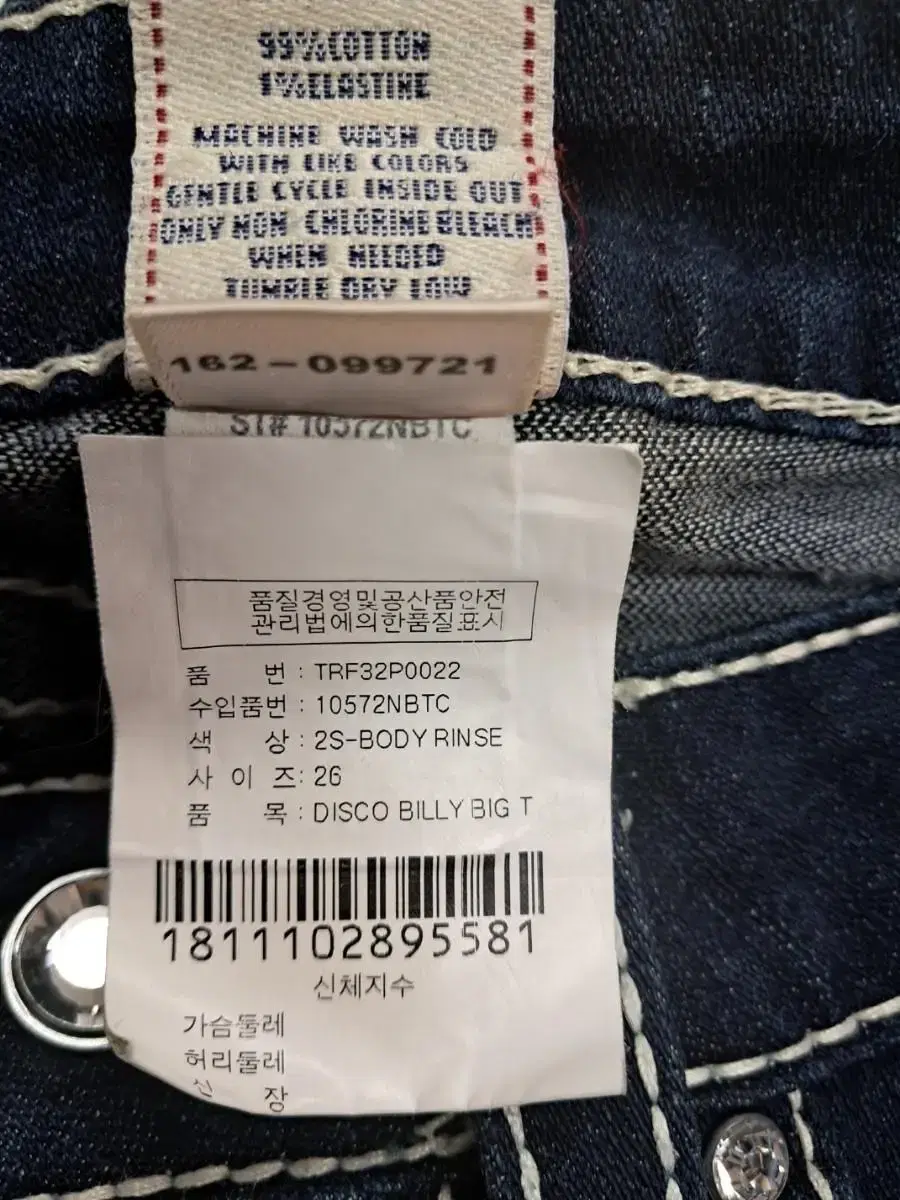 99%COTTON
1%ELASTINE
MACHINE WASH COLD
WITH LIKE COLORS
GENTLE CYCLE INSIDE OUT
ONLY NON CHLORINE BLEACH
WHEN NEEDED
TUMBLE DRY LOW
162-099721
ST# 10572NBTC
품질경영및공산품안전
관리법에의한품질표시
품 번 : TRF32P0022
수입품번 : 10572NBTC
색 상 : 2S-BODY RINSE
사 이 즈 : 26
품 목 : DISCO BILLY BIG T
1811102895581
신체지수
가슴둘레
허리둘레
신 장